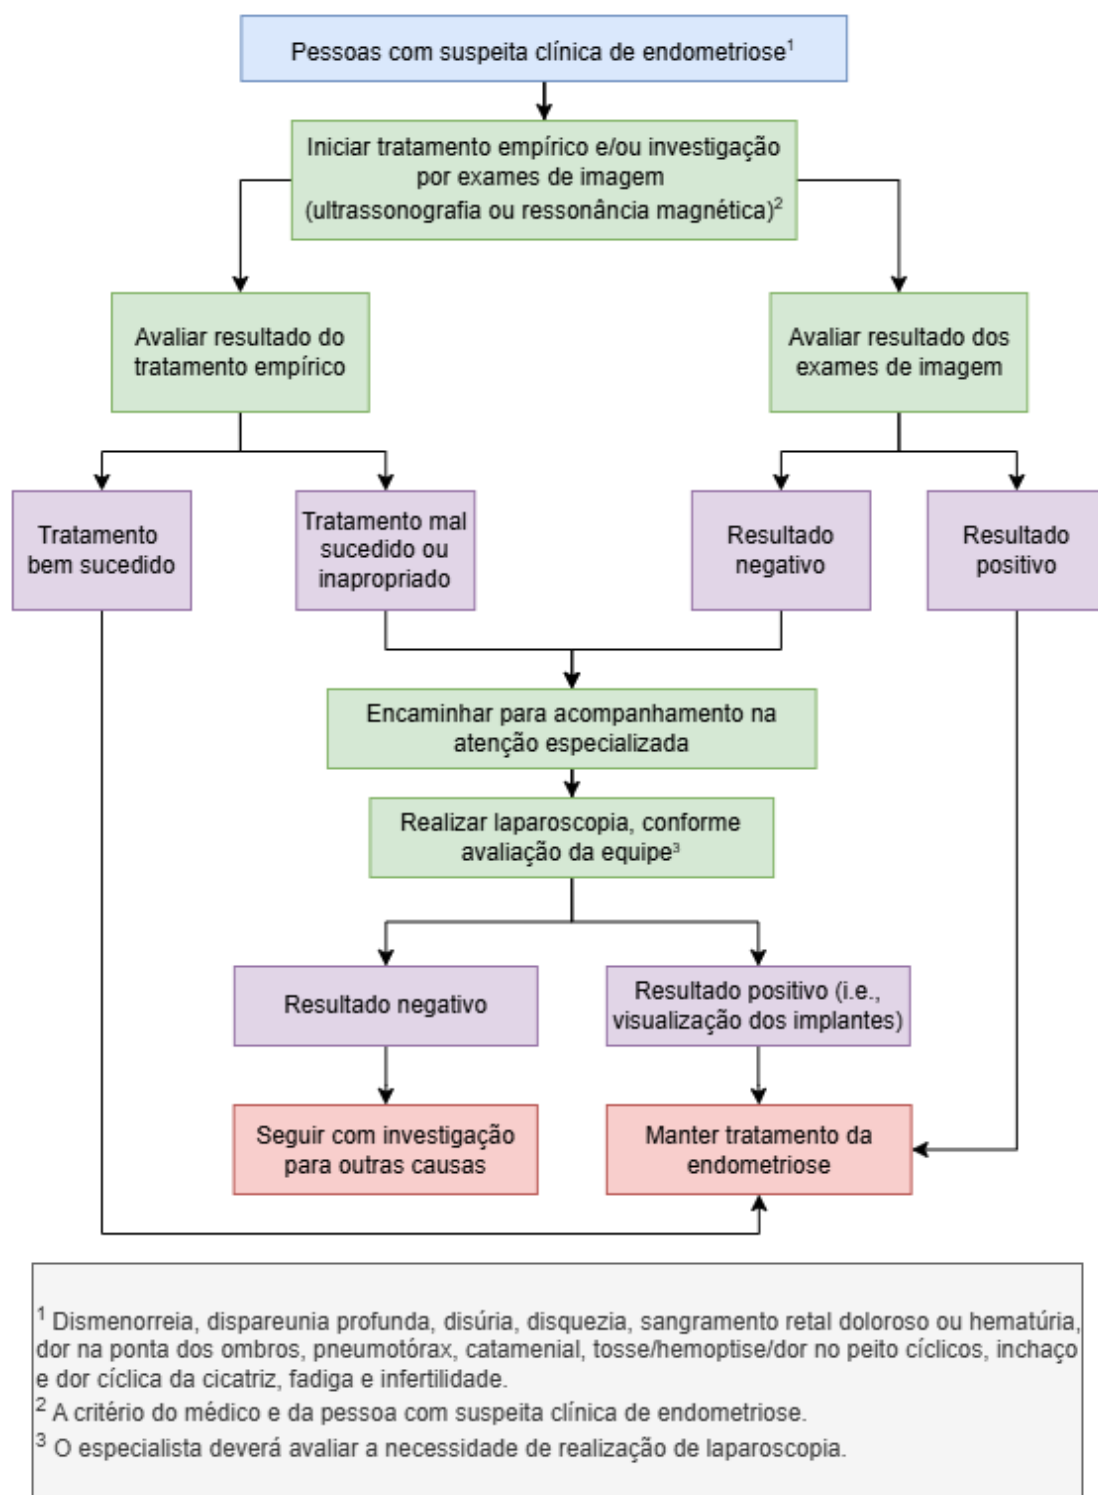 Pessoas com suspeita clínica de endometriose¹
Iniciar tratamento empírico e/ou investigação
por exames de imagem
(ultrassonografia ou ressonância magnética)²
Avaliar resultado do
tratamento empírico
Avaliar resultado dos
exames de imagem
Tratamento
bem sucedido
Tratamento mal
sucedido ou
inapropriado
Resultado
negativo
Resultado
positivo
Encaminhar para acompanhamento na
atenção especializada
Realizar laparoscopia, conforme
avaliação da equipe³
Resultado negativo
Resultado positivo (i.e.,
visualização dos implantes)
Seguir com investigação
para outras causas
Manter tratamento da
endometriose
¹ Dismenorreia, dispareunia profunda, disúria, disquezia, sangramento retal doloroso ou hematúria,
dor na ponta dos ombros, pneumotórax, catamenial, tosse/hemoptise/dor no peito cíclicos, inchaço
e dor cíclica da cicatriz, fadiga e infertilidade.
² A critério do médico e da pessoa com suspeita clínica de endometriose.
³ O especialista deverá avaliar a necessidade de realização de laparoscopia.